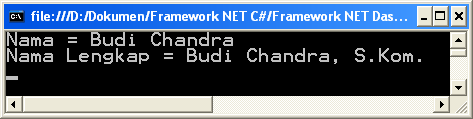 file:///D:/Dokumen/Framework NET C#/Framework NET Das...
Nama = Budi Chandra
Nama Lengkap = Budi Chandra, S.Kom.